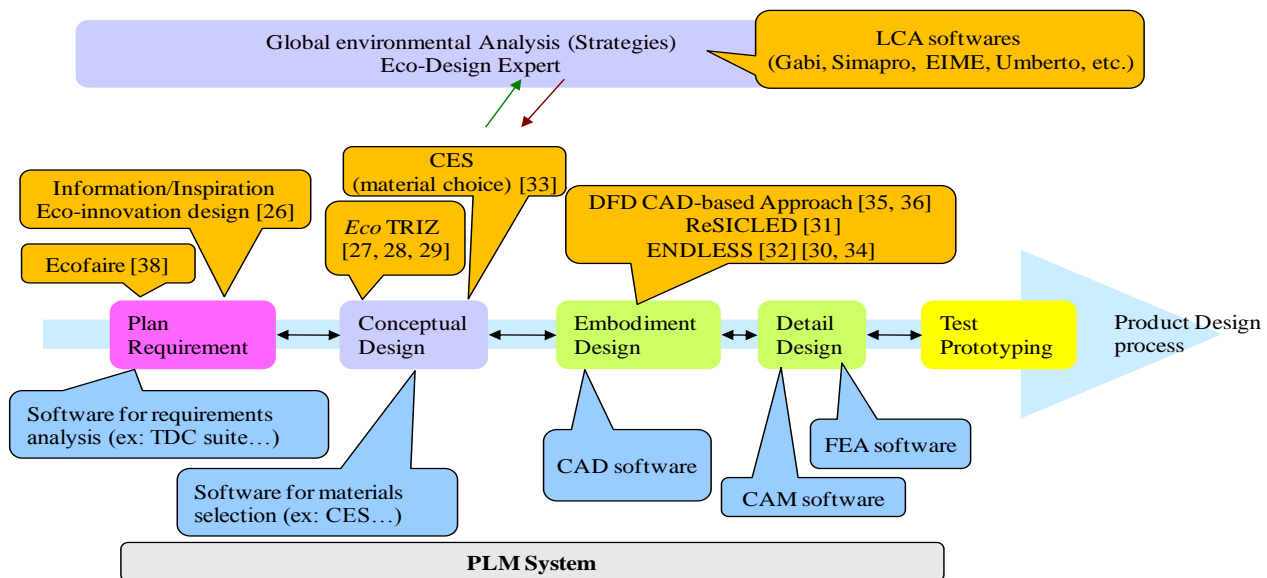 Global environmental Analysis (Strategies)
Eco-Design Expert
LCA softwares
(Gabi, Simapro, EIME, Umberto, etc.)
Information/Inspiration
Eco-innovation design [26]
CES
(material choice) [33]
Ecofaire [38]
Eco TRIZ
[27, 28, 29]
DFD CAD-based Approach [35, 36]
ReSICLED [31]
ENDLESS [32] [30, 34]
Plan
Requirement
Conceptual
Design
Embodiment
Design
Detail
Design
Test
Prototyping
Product Design
process
Software for requirements
analysis (ex: TDC suite…)
Software for materials
selection (ex: CES…)
CAD software
CAM software
FEA software
PLM System